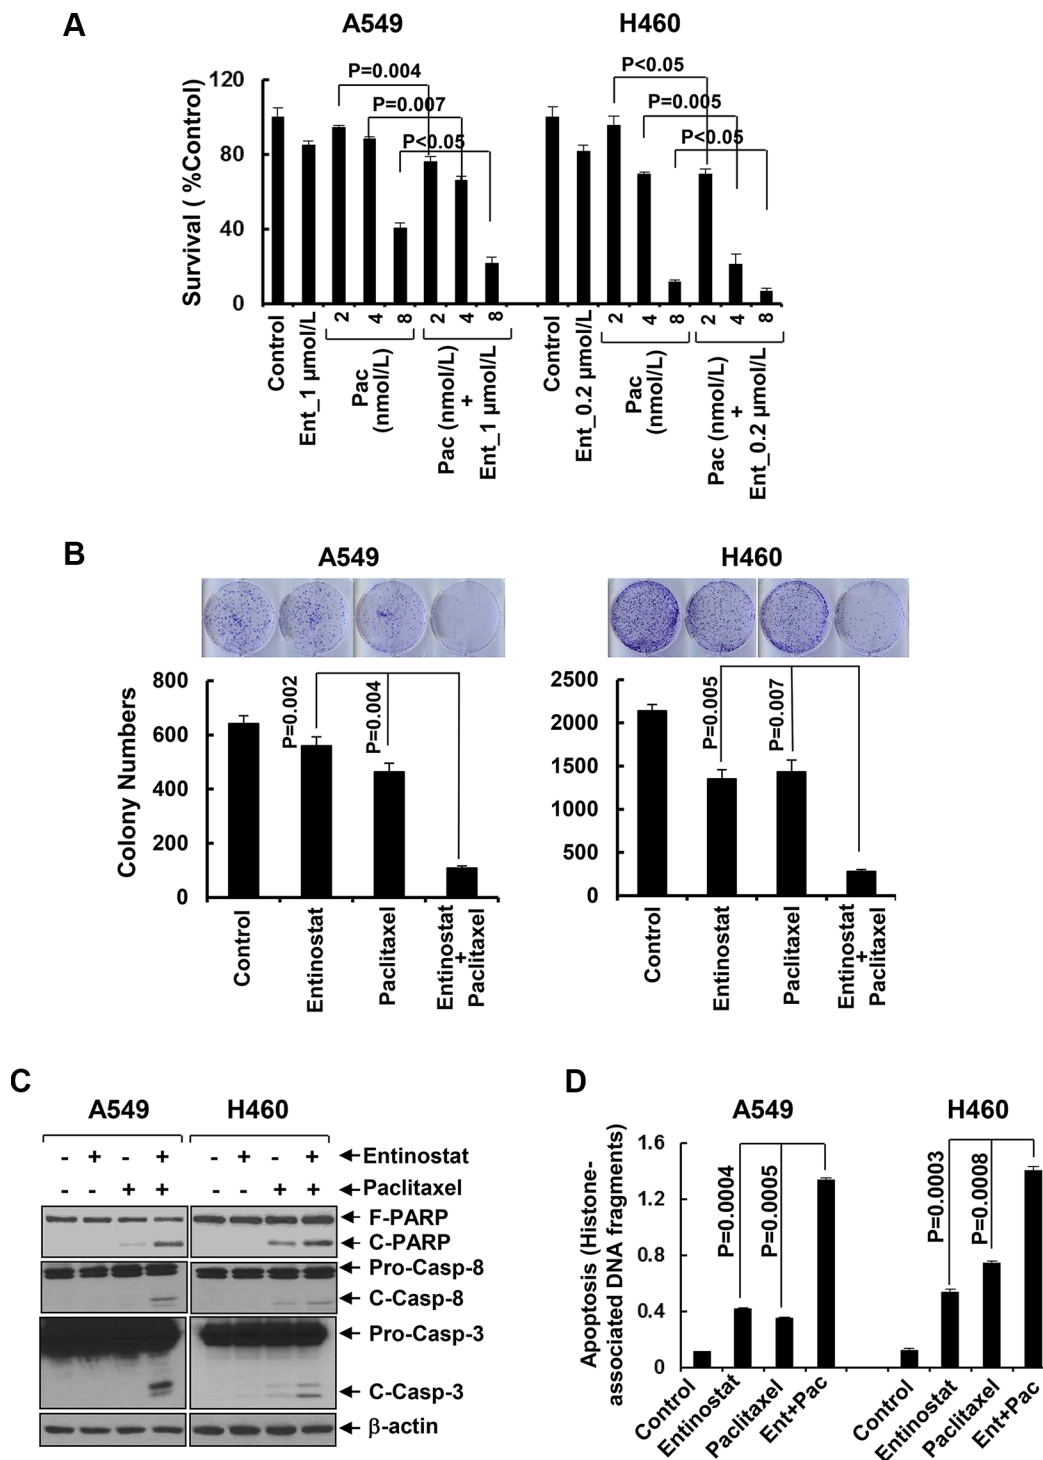 A
A549
H460
Survival ( %Control)
120
80
40
0
P=0.004
P=0.007
P<0.05
P<0.05
P=0.005
P<0.05
Control
Ent_1 µmol/L
2
4
8
Pac
(nmol/L)
2
4
8
Pac (nmol/L)
+
Ent_1 µmol/L
Control
Ent_0.2 µmol/L
2
4
8
Pac
(nmol/L)
2
4
8
Pac (nmol/L)
+
Ent_0.2 µmol/L
B
A549
H460
Colony Numbers
800
600
400
200
0
P=0.002
P=0.004
Control
Entinostat
Paclitaxel
Entinostat
+
Paclitaxel
2500
2000
1500
1000
500
0
P=0.005
P=0.007
Control
Entinostat
Paclitaxel
Entinostat
+
Paclitaxel
C
A549
H460
- + - + - + - + Entinostat
- - + + - - + + Paclitaxel
F-PARP
C-PARP
Pro-Casp-8
C-Casp-8
Pro-Casp-3
C-Casp-3
β-actin
D
A549
H460
Apoptosis (Histone-
associated DNA fragments)
1.6
1.2
0.8
0.4
0
P=0.0004
P=0.0005
P=0.0003
P=0.0008
Control
Entinostat
Paclitaxel
Ent+Pac
Control
Entinostat
Paclitaxel
Ent+Pac